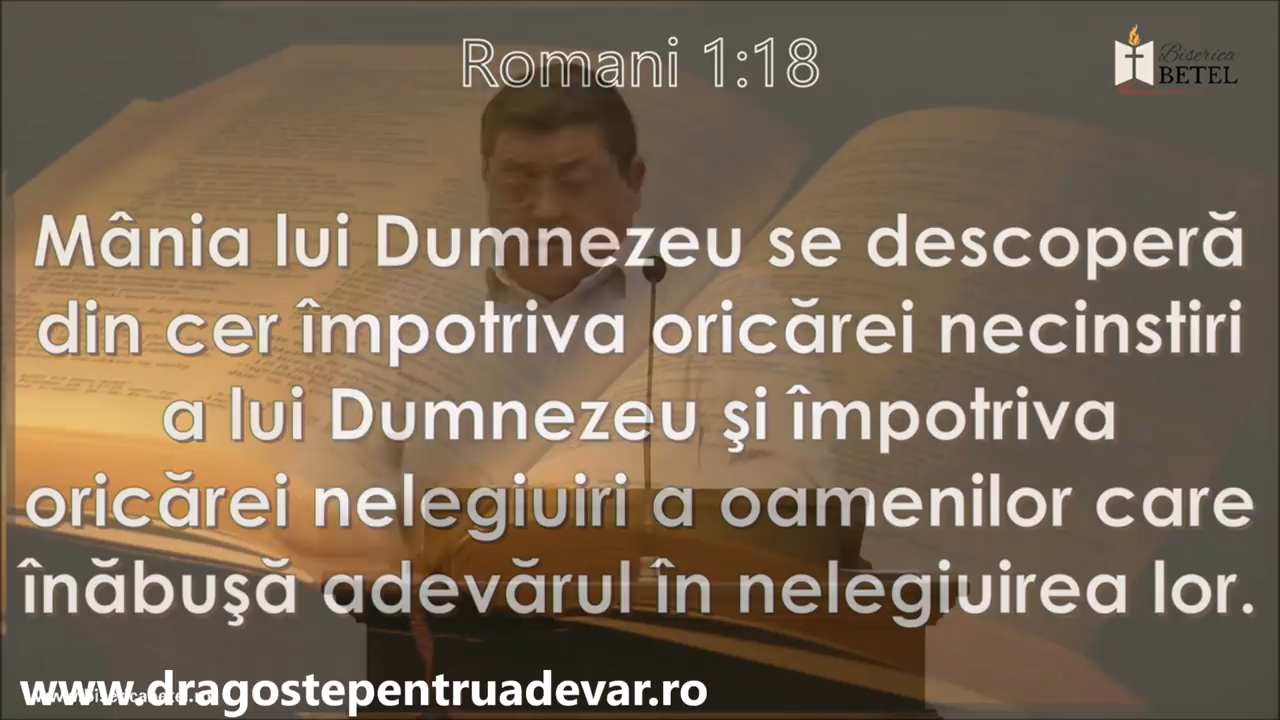 Romani 1:18
Biserica
BETEL
Mânia lui Dumnezeu se descoperă
din cer împotriva oricărei necinstiri
a lui Dumnezeu şi împotriva
oricărei nelegiuiri a oamenilor care
înăbuşă adevărul în nelegiuirea lor.
www.dragostepentruadevar.ro